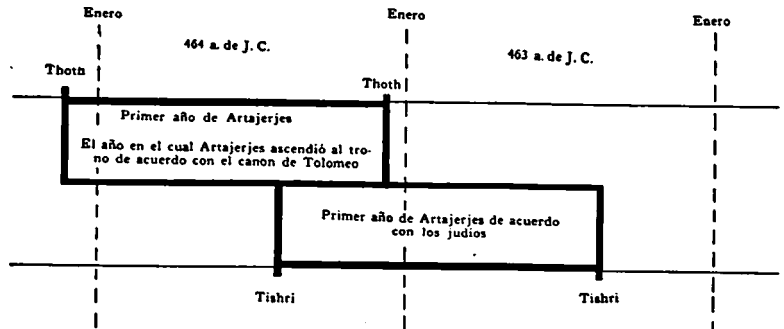 Enero
Enero
Enero
464 a. de J. C.
463 a. de J. C.
Thoth
Thoth
Primer año de Artajerjes
El año en el cual Artajerjes ascendió al tro-
no de acuerdo con el canon de Tolomeo
Primer año de Artajerjes de acuerdo
con los judios
Tishri
Tishri